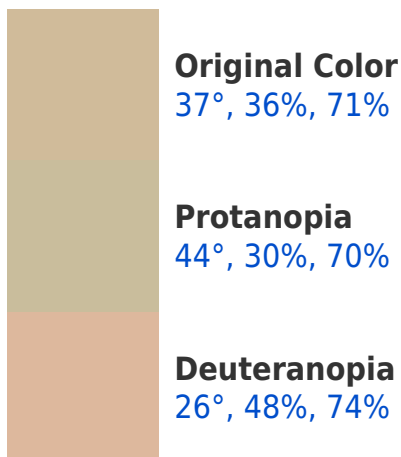 Original Color
37°, 36%, 71%
Protanopia
44°, 30%, 70%
Deuteranopia
26°, 48%, 74%